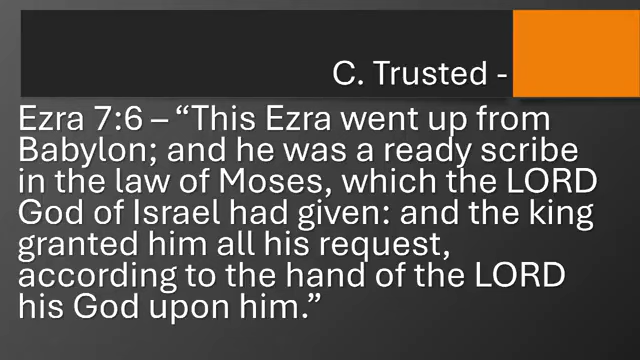 C. Trusted -
Ezra 7:6 – “This Ezra went up from
Babylon; and he was a ready scribe
in the law of Moses, which the LORD
God of Israel had given: and the king
granted him all his request,
according to the hand of the LORD
his God upon him.”